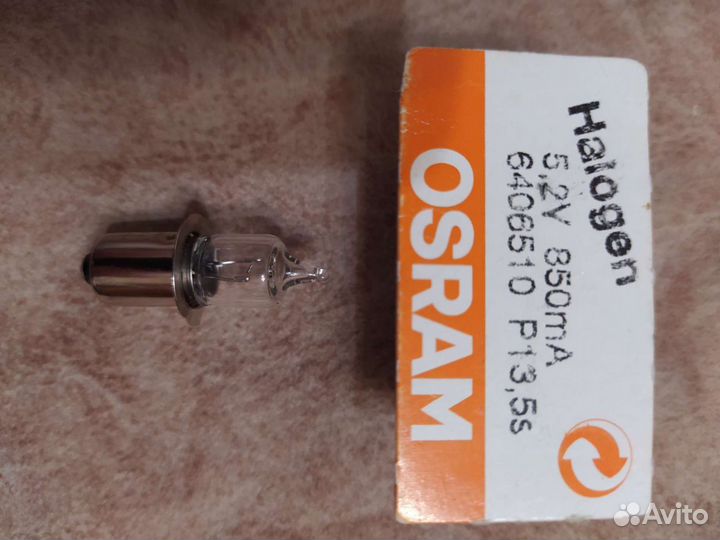 OSRAM
Halogen
5,2V 850mA
6406510 P13,5s
Avito